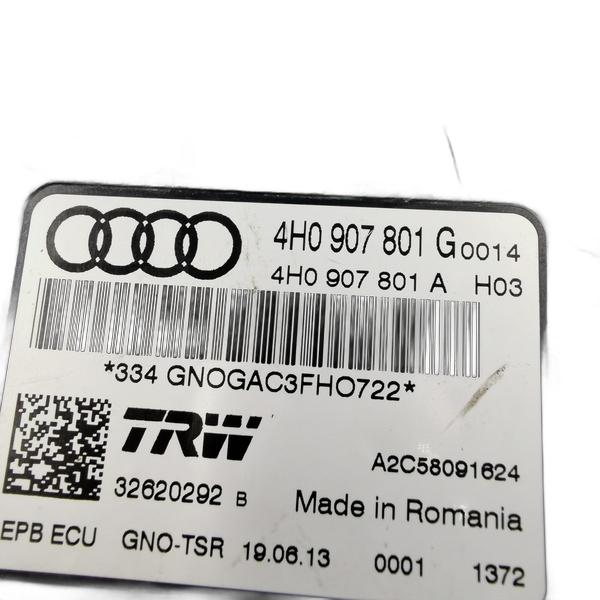 4H0 907 801 G 0014
4H0 907 801 A H03
*334 GNOGAC3FHO722*
TRW
A2C58091624
32620292 B
Made in Romania
EPB ECU GNO-TSR 19.06.13 0001 1372